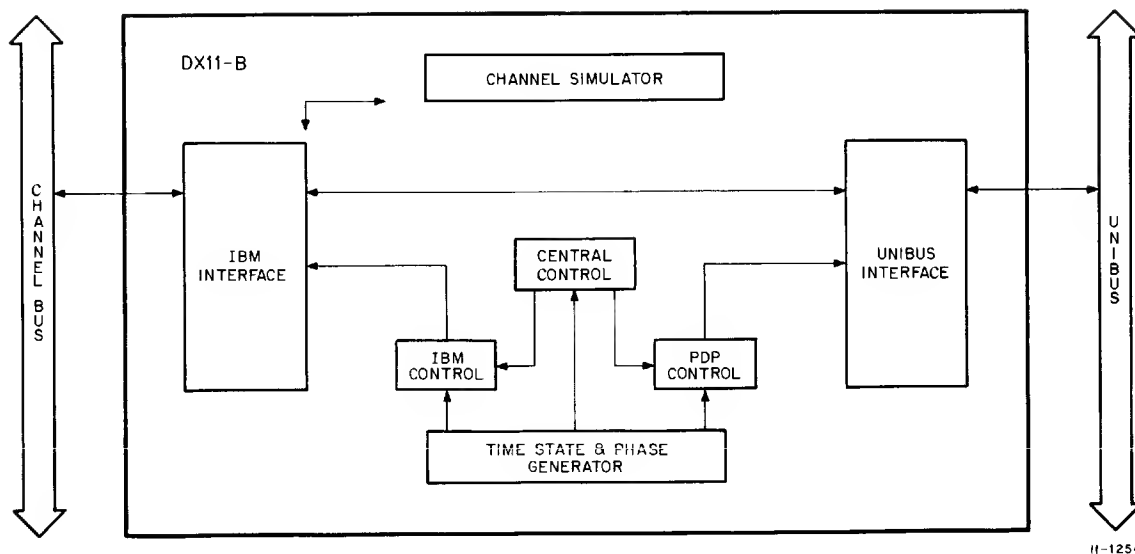 DX11-B
CHANNEL SIMULATOR
CHANNEL BUS
IBM
INTERFACE
CENTRAL
CONTROL
UNIBUS
INTERFACE
UNIBUS
IBM
CONTROL
PDP
CONTROL
TIME STATE & PHASE
GENERATOR